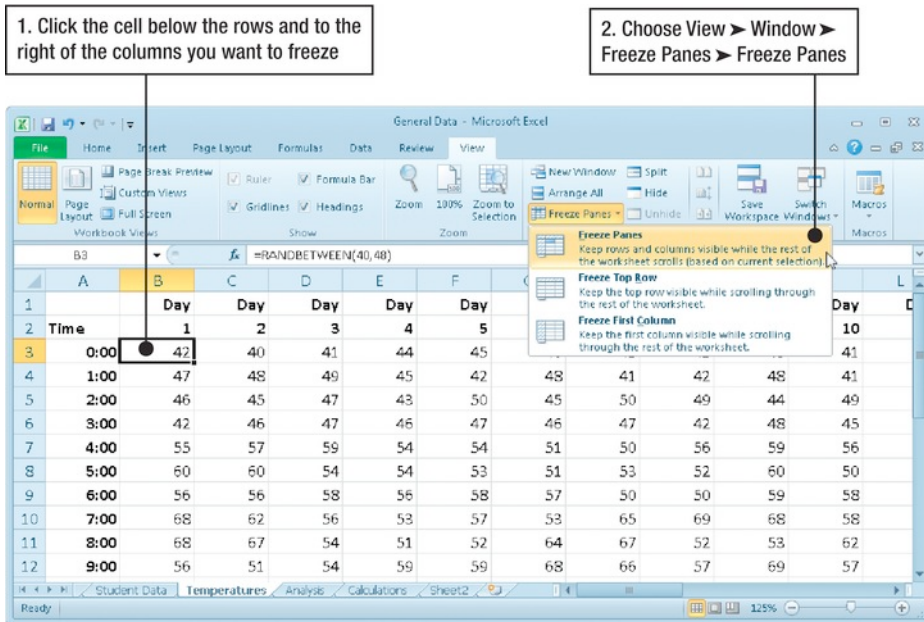 1. Click the cell below the rows and to the
right of the columns you want to freeze
2. Choose View ➤ Window ➤
Freeze Panes ➤ Freeze Panes
General Data - Microsoft Excel
File Home Insert Page Layout Formulas Data Review View
Normal
Page Layout
Page Break Preview
Custom Views
Full Screen
Workbook Views
Ruler
Formula Bar
Gridlines
Headings
Show
Zoom
100%
Zoom to Selection
Zoom
New Window
Arrange All
Freeze Panes
Split
Hide
Unhide
Save Workspace
Switch Windows
Macros
Macros
Freeze Panes
Keep rows and columns visible while the rest of
the worksheet scrolls (based on current selection).
Freeze Top Row
Keep the top row visible while scrolling through
the rest of the worksheet.
Freeze First Column
Keep the first column visible while scrolling
through the rest of the worksheet.
B3 fx =RANDBETWEEN(40,48)
A B C D E F L
1 Day Day Day Day Day Day
2 Time 1 2 3 4 5 10
3 0:00 42 40 41 44 45 41
4 1:00 47 48 49 45 42 48 41 42 48 41
5 2:00 46 45 47 43 50 45 50 49 44 49
6 3:00 42 46 47 46 47 46 47 42 48 45
7 4:00 55 57 59 54 54 51 50 56 59 56
8 5:00 60 60 54 54 53 51 53 52 60 50
9 6:00 56 56 58 56 58 57 50 50 59 58
10 7:00 68 62 56 53 57 53 65 69 68 58
11 8:00 68 67 54 51 52 64 67 52 53 62
12 9:00 56 51 54 59 59 68 66 57 69 57
Student Data Temperatures Analysis Calculations Sheet2
Ready 125%